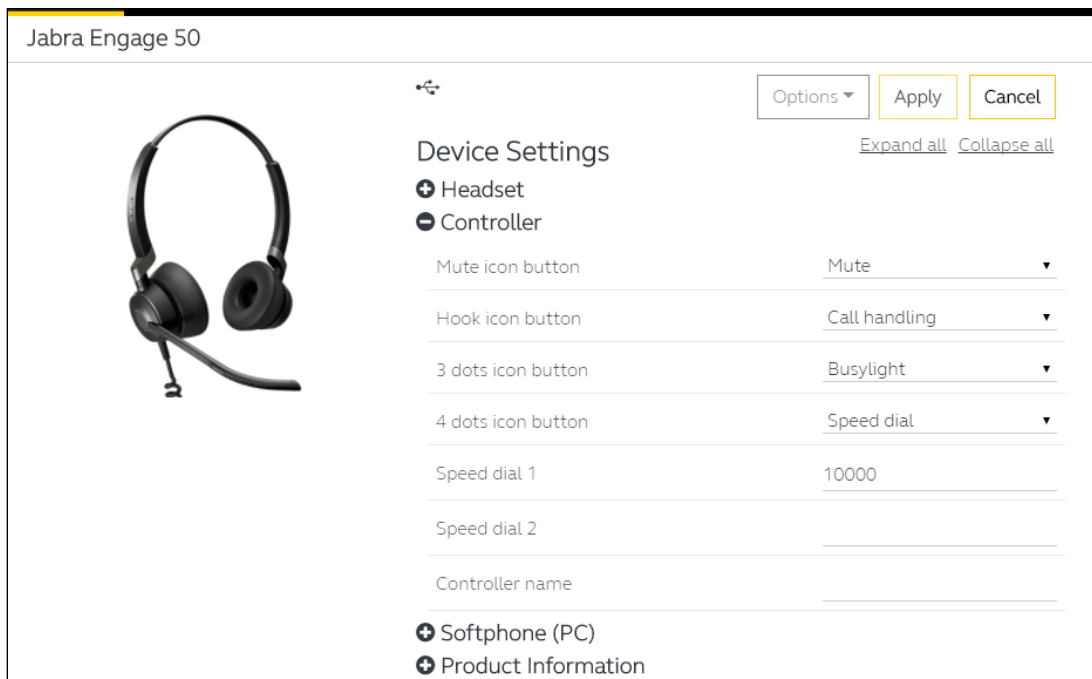 Jabra Engage 50
Options Apply Cancel
Device Settings
Expand all Collapse all
Headset
Controller
Mute icon button Mute
Hook icon button Call handling
3 dots icon button Busylight
4 dots icon button Speed dial
Speed dial 1 10000
Speed dial 2
Controller name
Softphone (PC)
Product Information